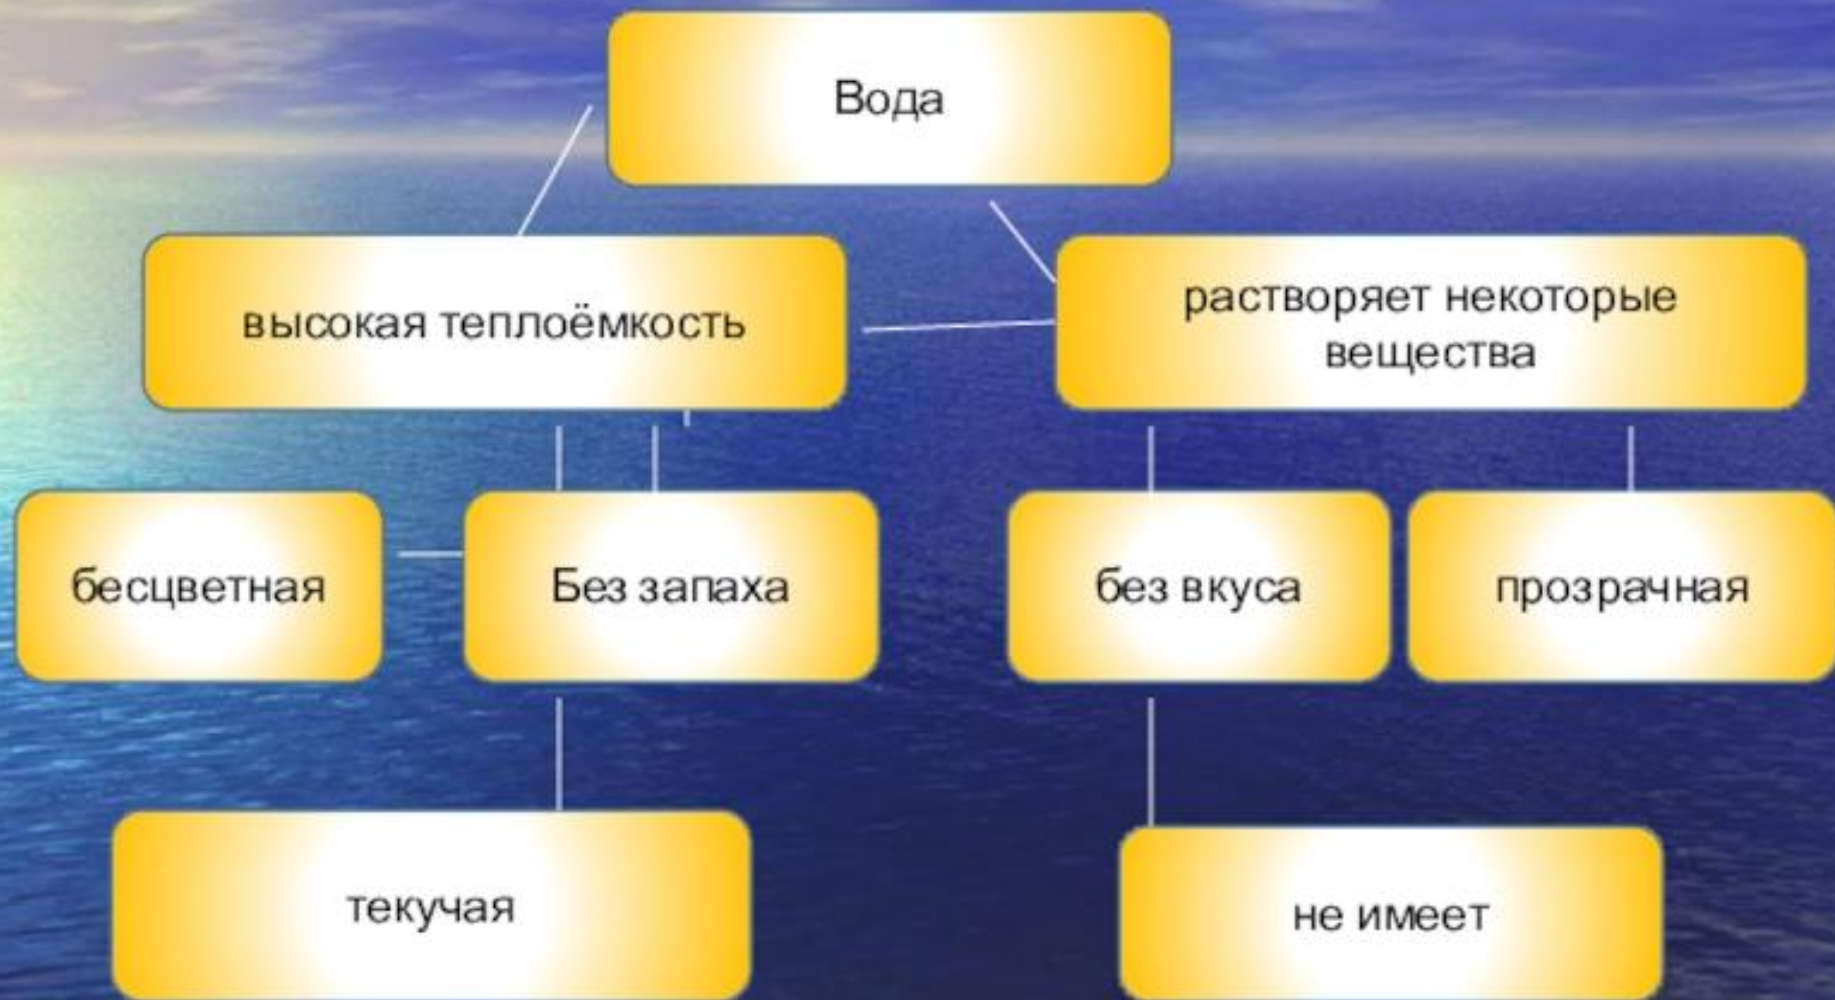 Вода
высокая теплоёмкость
растворяет некоторые
вещества
бесцветная
Без запаха
без вкуса
прозрачная
текучая
не имеет